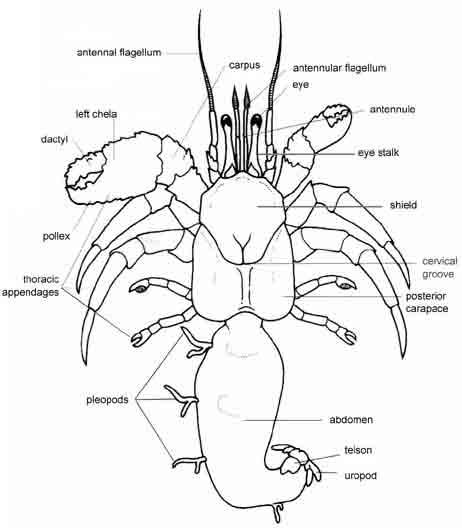 antennal flagellum
carpus
antennular flagellum
eye
antennule
left chela
dactyl
eye stalk
pollex
shield
thoracic
appendages
cervical
groove
posterior
carapace
pleopods
abdomen
telson
uropod